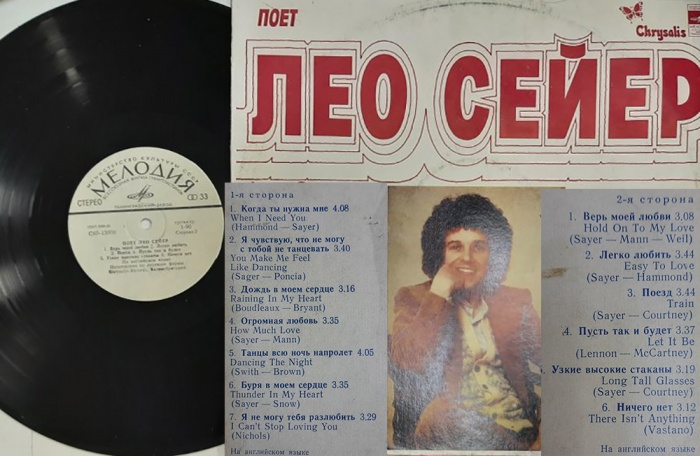 ПОЕТ
Chrysalis
ЛЕО СЕЙЕР
МИНИСТЕРСТВО КУЛЬТУРЫ СССР
МЕЛОДИЯ
СТЕРЕО
33
ПОЕТ ЛЕО СЕЙЕР
1-я сторона
1. Когда ты нужна мне 4.08
When I Need You
(Hammond — Sayer)
2. Я чувствую, что не могу
с тобой не танцевать 3.40
You Make Me Feel
Like Dancing
(Sager — Poncia)
3. Дождь в моем сердце 3.16
Raining In My Heart
(Boudleaux — Bryant)
4. Огромная любовь 3.35
How Much Love
(Sayer — Mann)
5. Танцы всю ночь напролет 4.05
Dancing The Night
(Swith — Brown)
6. Буря в моем сердце 3.35
Thunder In My Heart
(Sayer — Snow)
7. Я не могу тебя разлюбить 3.29
I Can't Stop Loving You
(Nichols)
На английском языке
2-я сторона
1. Верь моей любви 3.08
Hold On To My Love
(Sayer — Mann — Weil)
2. Легко любить 3.44
Easy To Love
(Sayer — Hammond)
3. Поезд 3.44
Train
(Sayer — Courtney)
4. Пусть так и будет 3.37
Let It Be
(Lennon — McCartney)
Узкие высокие стаканы 3.19
Long Tall Glasses
(Sayer — Courtney)
6. Ничего нет 3.12
There Isn't Anything
(Vastano)
На английском языке